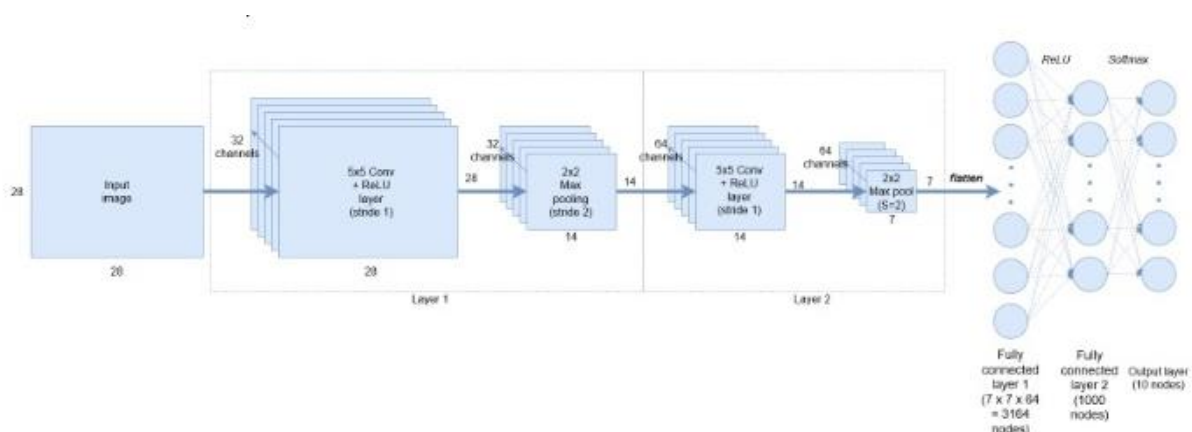 28
Input
image
28
32
channels
5x5 Conv
+ ReLU
layer
(stride 1)
28
28
32
channels
2x2
Max
pooling
(stride 2)
14
14
Layer 1
64
channels
5x5 Conv
+ ReLU
layer
(stride 1)
14
14
64
channels
2x2
Max pool
(S=2)
7
7
Layer 2
flatten
ReLU
Softmax
Fully
connected
layer 1
(7 x 7 x 64
= 3164
nodes)
Fully
connected
layer 2
(1000
nodes)
Output layer
(10 nodes)